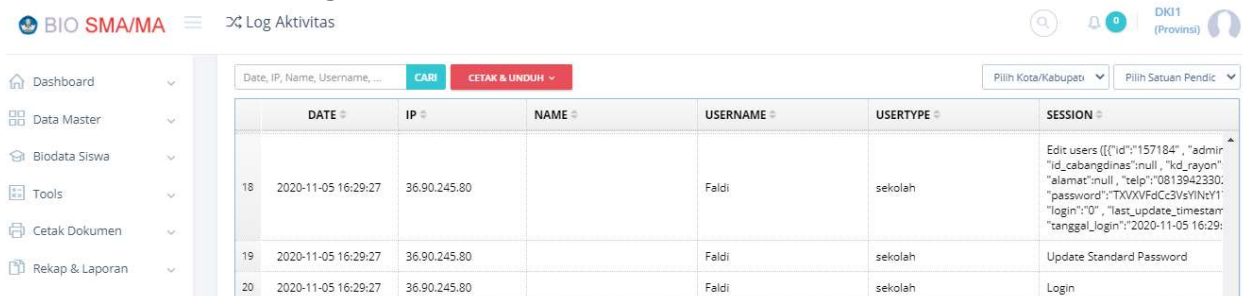 BIO SMA/MA
Log Aktivitas
0
DKI1
(Provinsi)
Dashboard
Data Master
Biodata Siswa
Tools
Cetak Dokumen
Rekap & Laporan
Date, IP, Name, Username, ...
CARI
CETAK & UNDUH
Pilih Kota/Kabupat
Pilih Satuan Pendic
DATE IP NAME USERNAME USERTYPE SESSION
18 2020-11-05 16:29:27 36.90.245.80 Faldi sekolah
Edit users ([{"id":"157184" , "admin
"id_cabangdinas":null , "kd_rayon":
"alamat":null , "telp":"0813942330
"login":"0" , "last_update_timestam
"tanggal_login":"2020-11-05 16:29:
19 2020-11-05 16:29:27 36.90.245.80 Faldi sekolah Update Standard Password
20 2020-11-05 16:29:27 36.90.245.80 Faldi sekolah Login